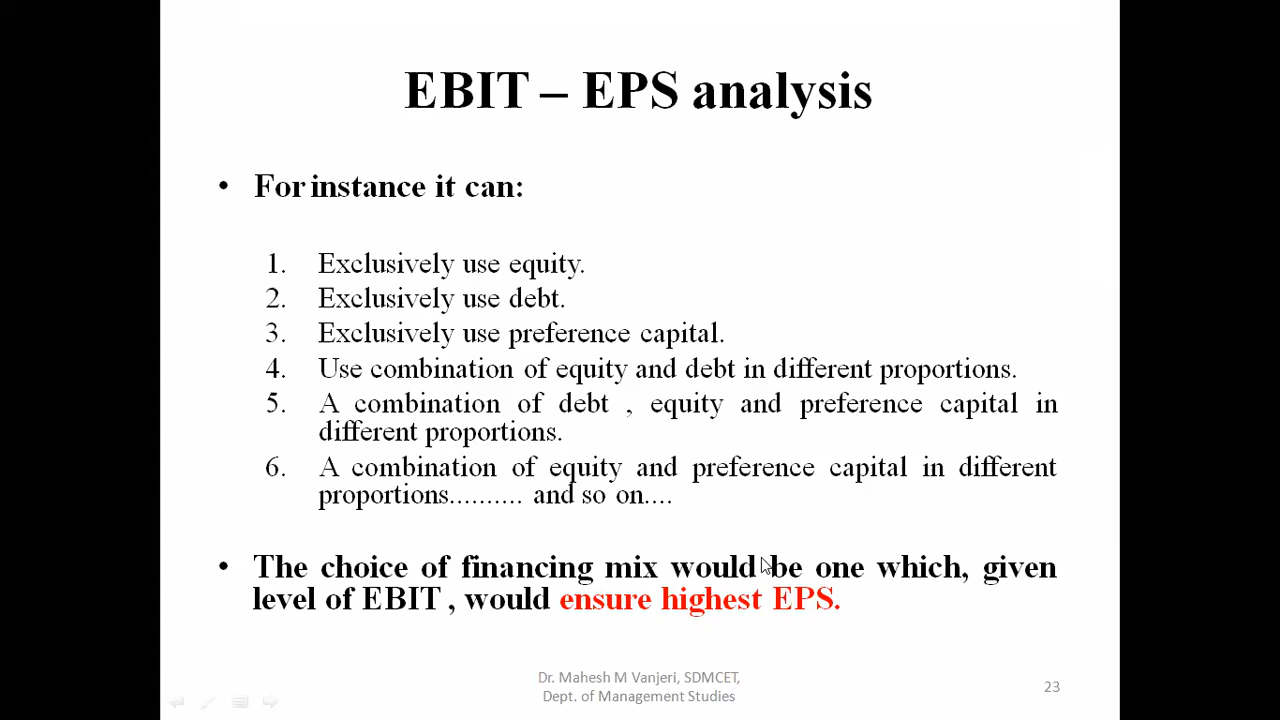 EBIT – EPS analysis
• For instance it can:
1. Exclusively use equity.
2. Exclusively use debt.
3. Exclusively use preference capital.
4. Use combination of equity and debt in different proportions.
5. A combination of debt , equity and preference capital in
different proportions.
6. A combination of equity and preference capital in different
proportions.......... and so on....
• The choice of financing mix would be one which, given
level of EBIT , would ensure highest EPS.
Dr. Mahesh M Vanjeri, SDMCET,
Dept. of Management Studies
23